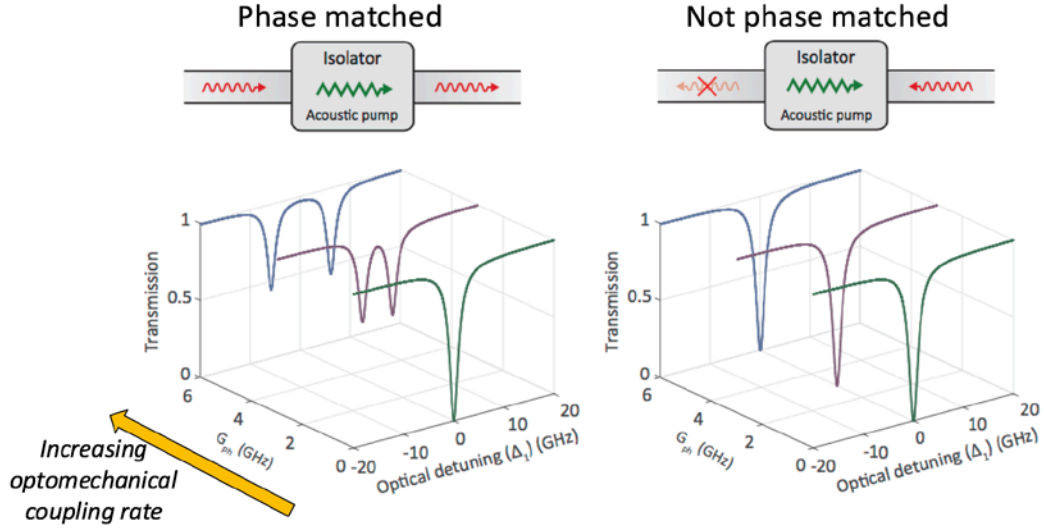 Phase matched
Not phase matched
Isolator
Acoustic pump
Isolator
Acoustic pump
Transmission
1
0.5
0
6
4
2
0
G_ph (GHz)
-20
-10
0
10
20
Optical detuning (Δ₁) (GHz)
Transmission
1
0.5
0
6
4
2
0
G_ph (GHz)
-20
-10
0
10
20
Optical detuning (Δ₁) (GHz)
Increasing
optomechanical
coupling rate